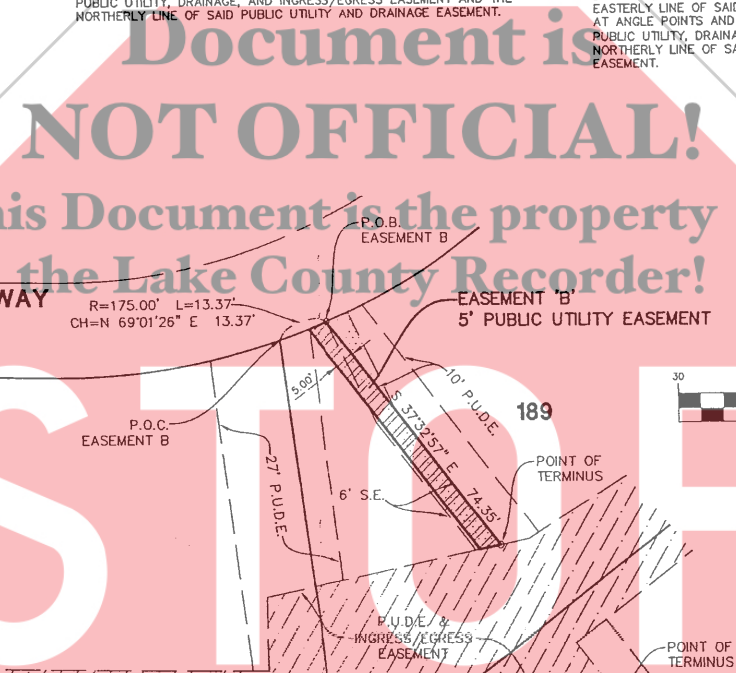 PUBLIC UTILITY, DRAINAGE, AND INGRESS/EGRESS EASEMENT AND THE
NORTHERLY LINE OF SAID PUBLIC UTILITY AND DRAINAGE EASEMENT.
EASTERLY LINE OF SAID
AT ANGLE POINTS AND
PUBLIC UTILITY, DRAINA
NORTHERLY LINE OF SA
EASEMENT.
Document is
NOT OFFICIAL!
his Document is the property
the Lake County Recorder!
STOP
P.O.B.
EASEMENT B
WAY
R=175.00' L=13.37'
CH=N 69°01'26" E 13.37'
EASEMENT 'B'
5' PUBLIC UTILITY EASEMENT
30
5.00'
10' P.U.D.E.
189
S 37°32'57" E 74.35'
P.O.C.
EASEMENT B
27' P.U.D.E.
6' S.E.
POINT OF
TERMINUS
P.U.D.E. &
INGRESS/EGRESS
EASEMENT
POINT OF
TERMINUS